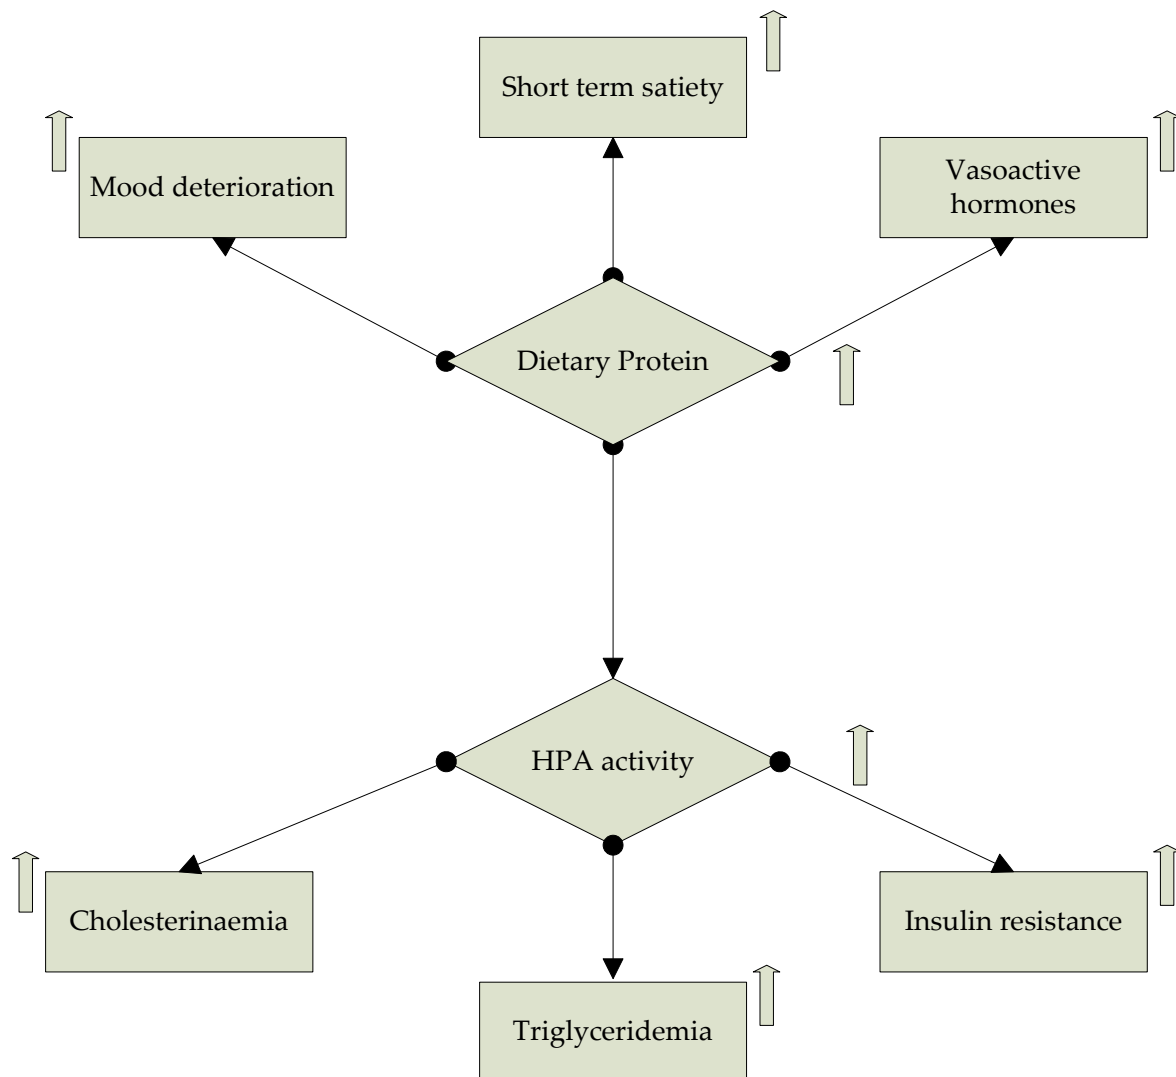 Short term satiety
Mood deterioration
Vasoactive
hormones
Dietary Protein
HPA activity
Cholesterinaemia
Insulin resistance
Triglyceridemia